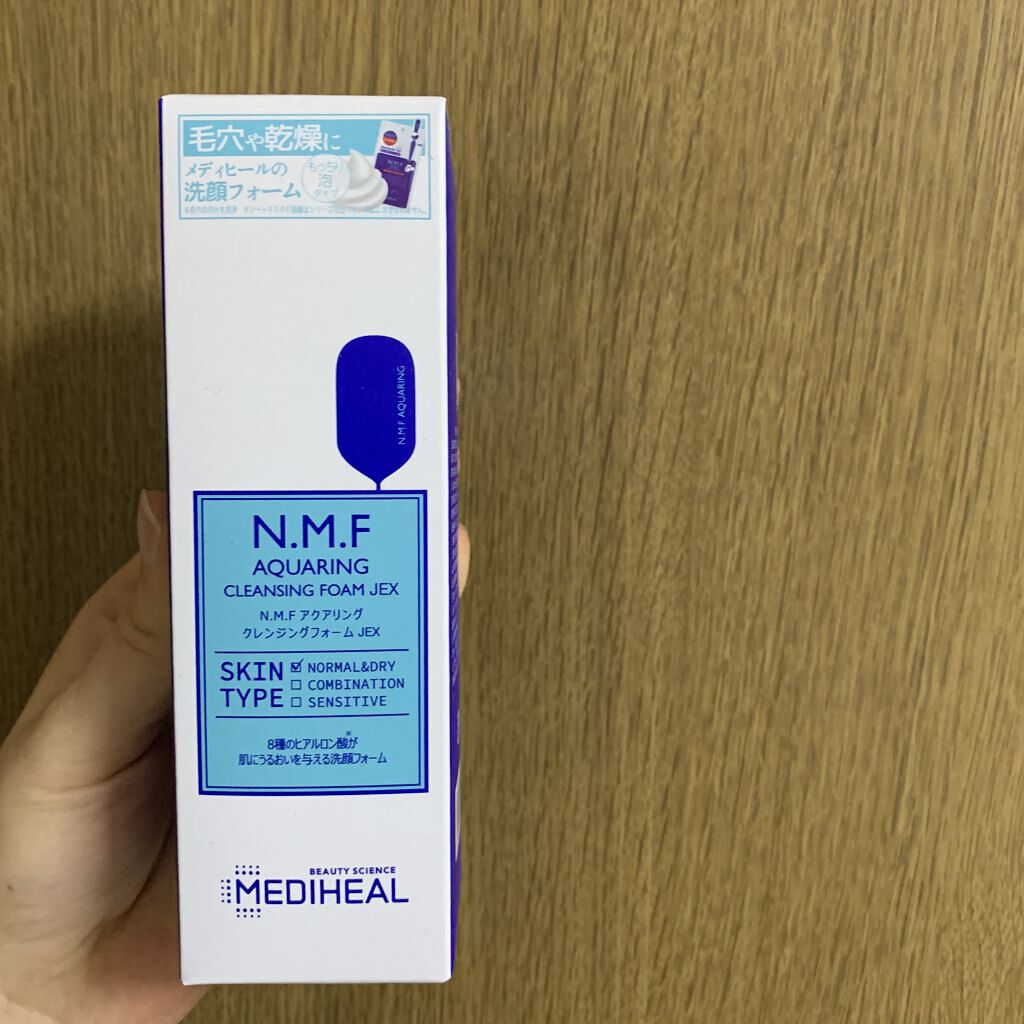 毛穴や乾燥に
メディヒールの
洗顔フォーム
もっちり
泡
タイプ
N.M.F
N.M.F AQUARING
N.M.F
AQUARING
CLEANSING FOAM JEX
N.M.F アクアリング
クレンジングフォーム JEX
SKIN TYPE
☑ NORMAL&DRY
☐ COMBINATION
☐ SENSITIVE
8種のヒアルロン酸※が
肌にうるおいを与える洗顔フォーム
BEAUTY SCIENCE
MEDIHEAL